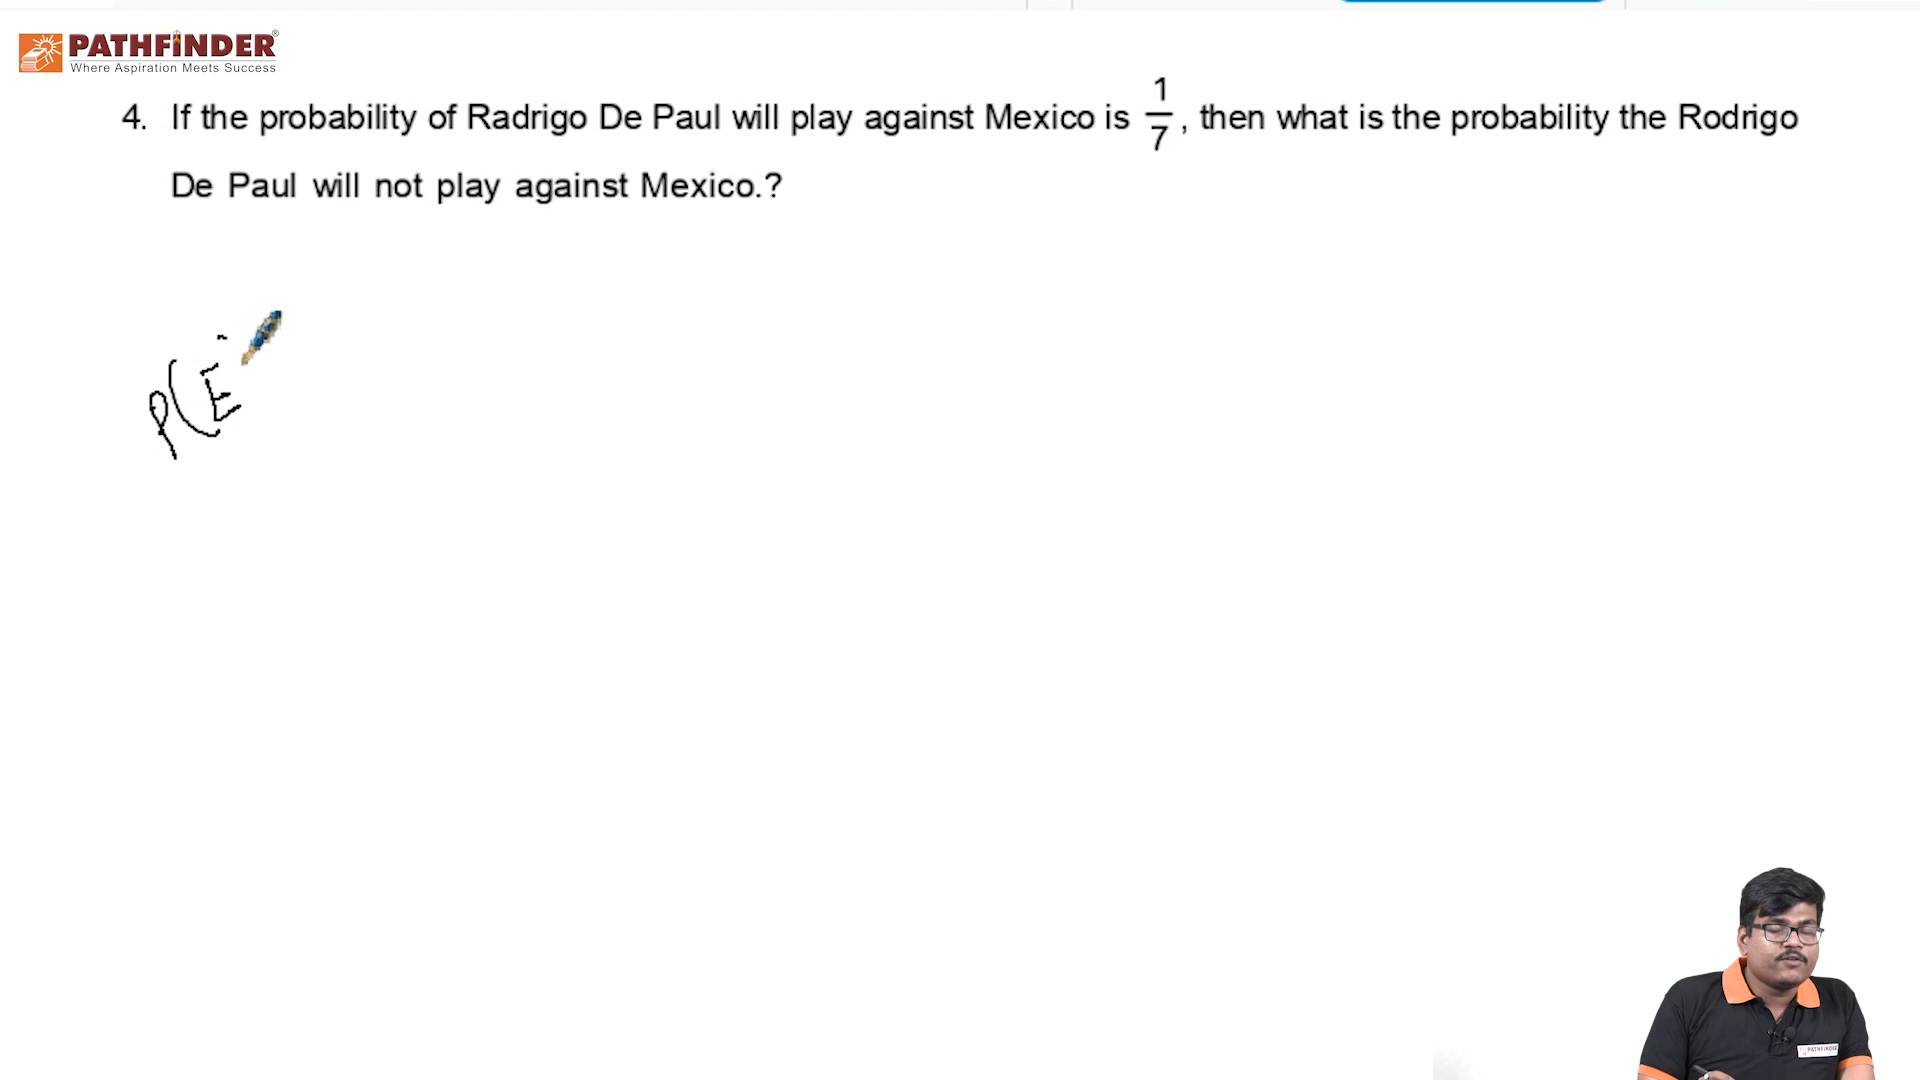 PATHFINDER®
Where Aspiration Meets Success
4. If the probability of Radrigo De Paul will play against Mexico is 1/7, then what is the probability the Rodrigo
De Paul will not play against Mexico.?
P(E
PATHFINDER